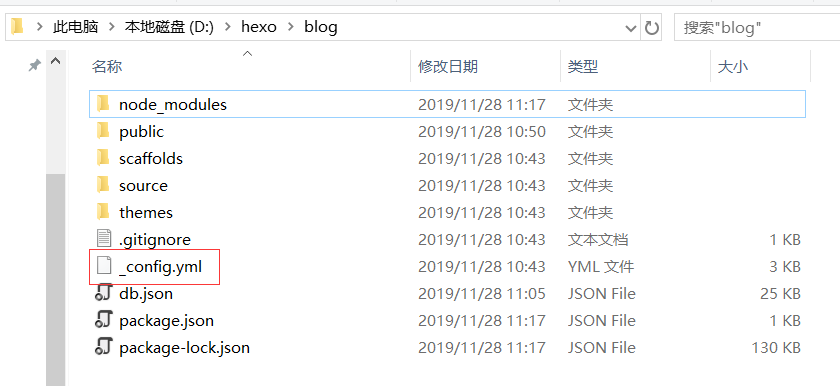 此电脑 本地磁盘 (D:) hexo blog 搜索"blog"
名称 修改日期 类型 大小
node_modules 2019/11/28 11:17 文件夹
public 2019/11/28 10:50 文件夹
scaffolds 2019/11/28 10:43 文件夹
source 2019/11/28 10:43 文件夹
themes 2019/11/28 10:43 文件夹
.gitignore 2019/11/28 10:43 文本文档 1 KB
_config.yml 2019/11/28 10:43 YML 文件 3 KB
db.json 2019/11/28 11:05 JSON File 25 KB
package.json 2019/11/28 11:17 JSON File 1 KB
package-lock.json 2019/11/28 11:17 JSON File 130 KB